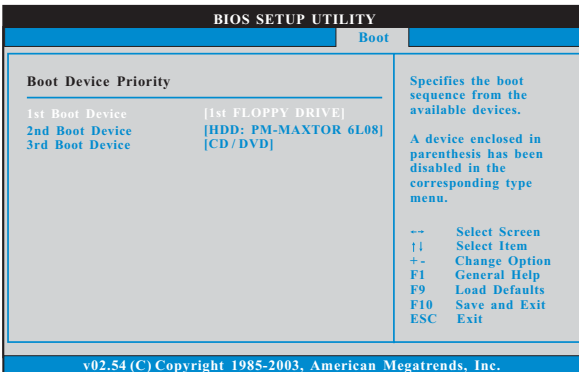 BIOS SETUP UTILITY
Boot
Boot Device Priority
1st Boot Device [1st FLOPPY DRIVE]
2nd Boot Device [HDD: PM-MAXTOR 6L08]
3rd Boot Device [CD/DVD]
Specifies the boot
sequence from the
available devices.
A device enclosed in
parenthesis has been
disabled in the
corresponding type
menu.
←→ Select Screen
↑↓ Select Item
+- Change Option
F1 General Help
F9 Load Defaults
F10 Save and Exit
ESC Exit
v02.54 (C) Copyright 1985-2003, American Megatrends, Inc.